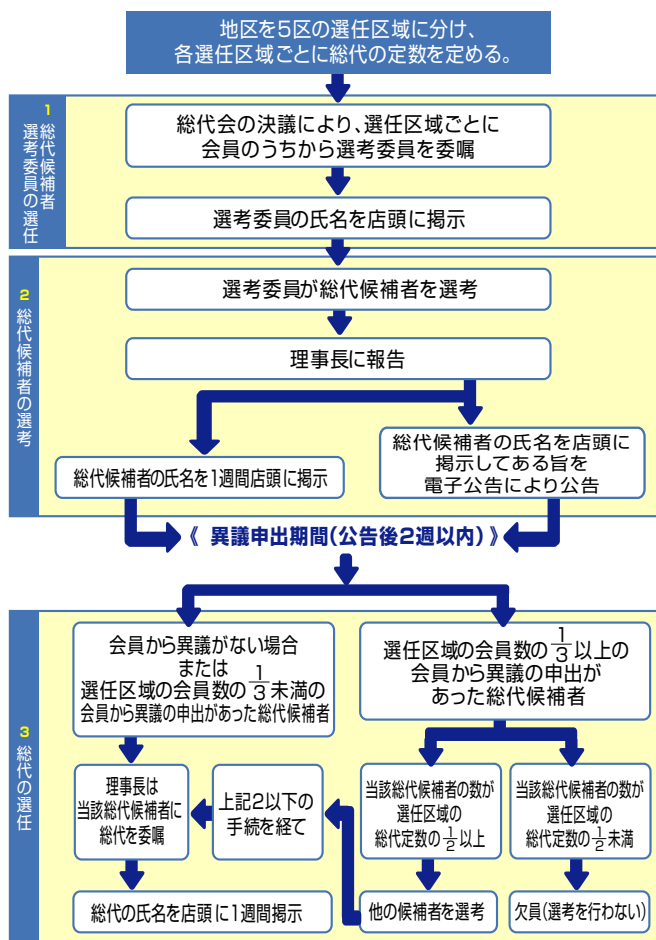 地区を5区の選任区域に分け、
各選任区域ごとに総代の定数を定める。
1
総代候補者
選考委員の選任
総代会の決議により、選任区域ごとに
会員のうちから選考委員を委嘱
選考委員の氏名を店頭に掲示
2
総代候補者の選考
選考委員が総代候補者を選考
理事長に報告
総代候補者の氏名を1週間店頭に掲示
総代候補者の氏名を店頭に
掲示してある旨を
電子公告により公告
《 異議申出期間(公告後2週以内) 》
3
総代の選任
会員から異議がない場合
または
選任区域の会員数の1/3未満の
会員から異議の申出があった総代候補者
選任区域の会員数の1/3以上の
会員から異議の申出が
あった総代候補者
理事長は
当該総代候補者に
総代を委嘱
上記2以下の
手続を経て
当該総代候補者の数が
選任区域の
総代定数の1/2以上
当該総代候補者の数が
選任区域の
総代定数の1/2未満
総代の氏名を店頭に1週間掲示
他の候補者を選考
欠員(選考を行わない)